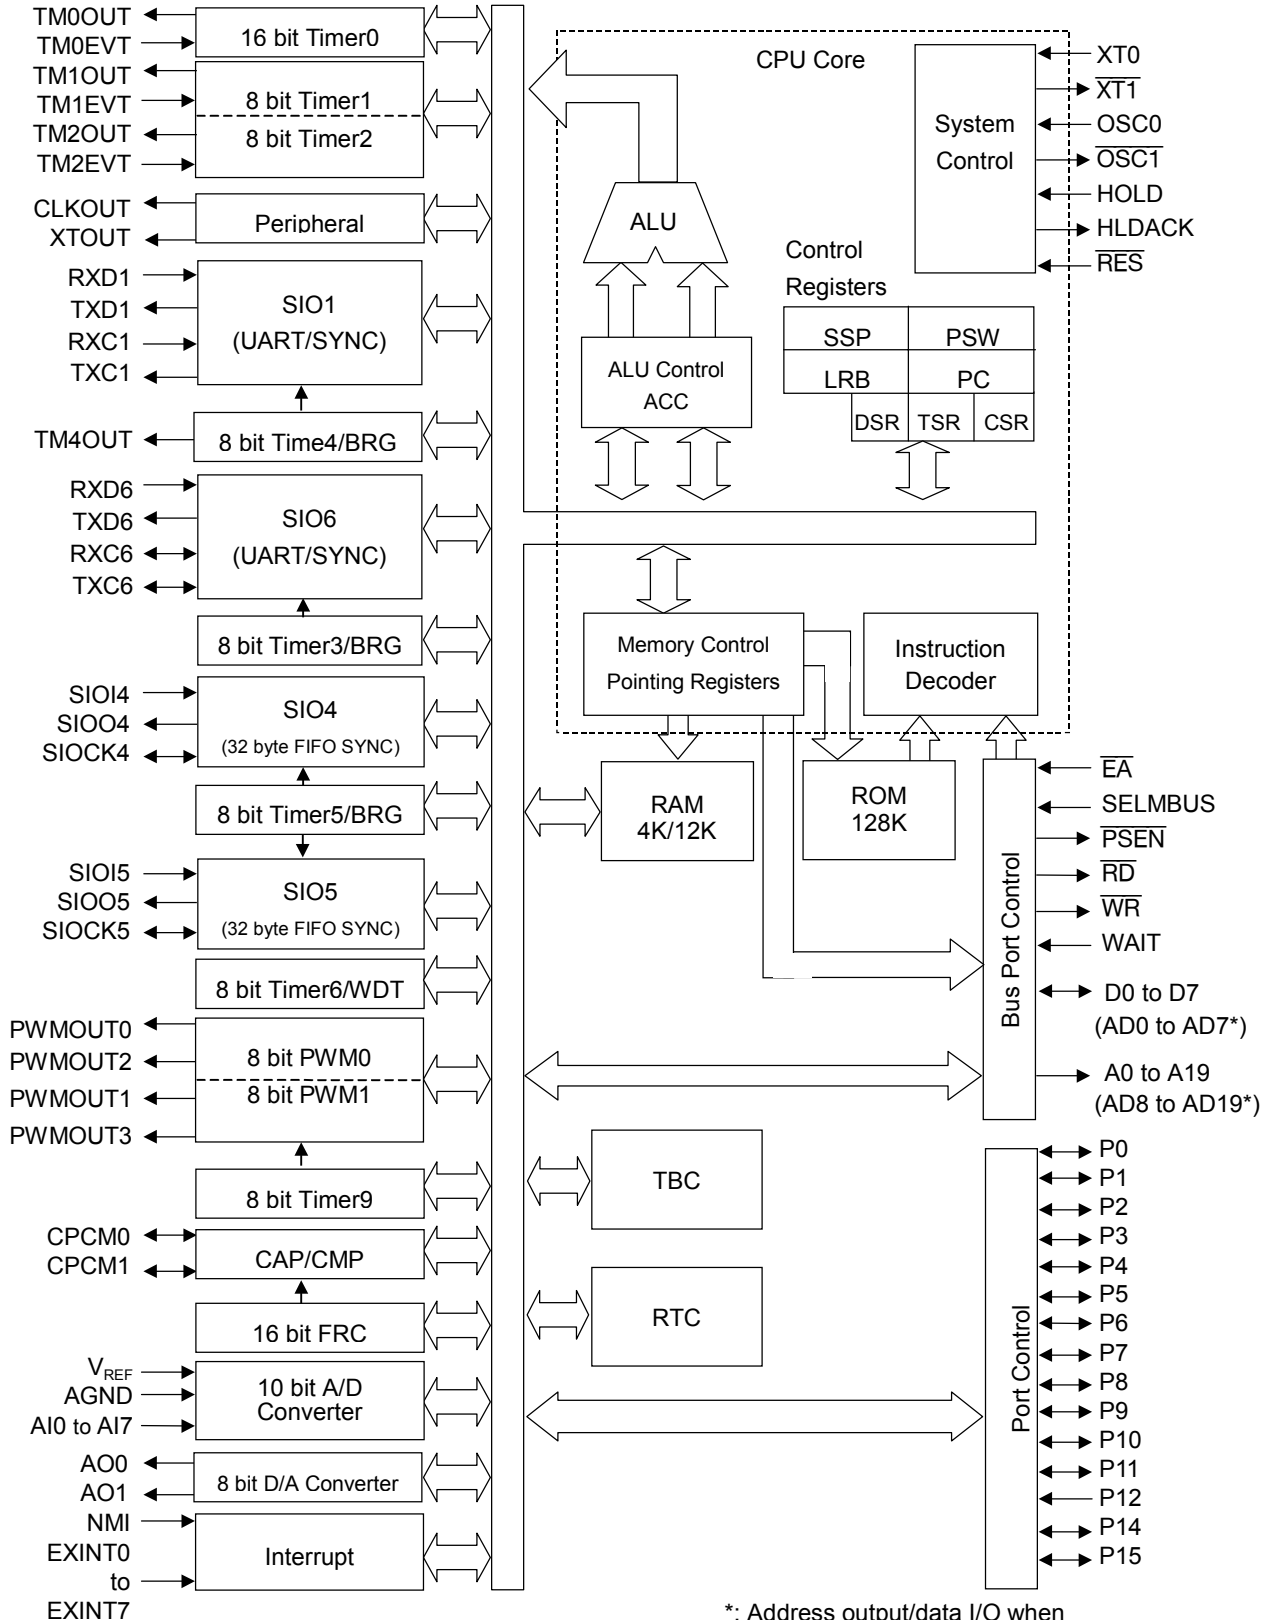 TM0OUT
TM0EVT
TM1OUT
TM1EVT
TM2OUT
TM2EVT
CLKOUT
XTOUT
RXD1
TXD1
RXC1
TXC1
TM4OUT
RXD6
TXD6
RXC6
TXC6
SIOI4
SIOO4
SIOCK4
SIOI5
SIOO5
SIOCK5
PWMOUT0
PWMOUT2
PWMOUT1
PWMOUT3
CPCM0
CPCM1
VREF
AGND
AI0 to AI7
AO0
AO1
NMI
EXINT0
to
EXINT7
16 bit Timer0
8 bit Timer1
8 bit Timer2
Peripheral
SIO1
(UART/SYNC)
8 bit Time4/BRG
SIO6
(UART/SYNC)
8 bit Timer3/BRG
SIO4
(32 byte FIFO SYNC)
8 bit Timer5/BRG
SIO5
(32 byte FIFO SYNC)
8 bit Timer6/WDT
8 bit PWM0
8 bit PWM1
8 bit Timer9
CAP/CMP
16 bit FRC
10 bit A/D
Converter
8 bit D/A Converter
Interrupt
CPU Core
ALU
ALU Control
ACC
Control
Registers
SSP PSW
LRB PC
DSR TSR CSR
System
Control
Memory Control
Pointing Registers
Instruction
Decoder
RAM
4K/12K
ROM
128K
TBC
RTC
Bus Port Control
Port Control
XT0
XT1
OSC0
OSC1
HOLD
HLDACK
RES
EA
SELMBUS
PSEN
RD
WR
WAIT
D0 to D7
(AD0 to AD7*)
A0 to A19
(AD8 to AD19*)
P0
P1
P2
P3
P4
P5
P6
P7
P8
P9
P10
P11
P12
P14
P15
*: Address output/data I/O when